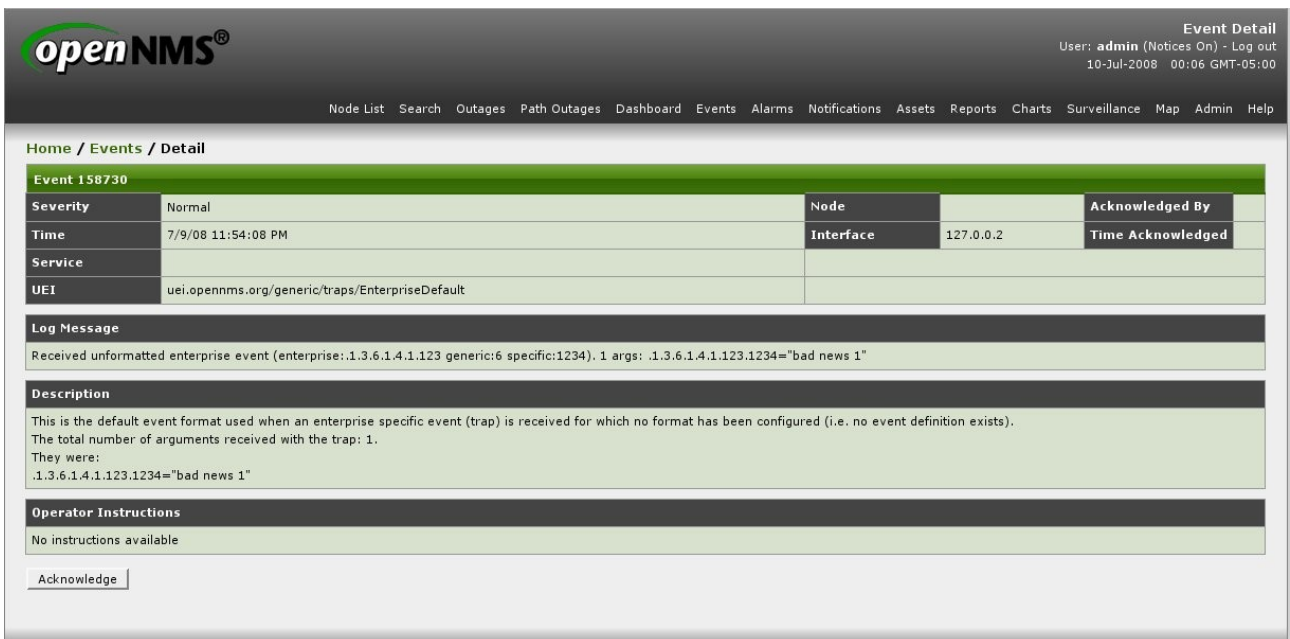 openNMS®
Event Detail
User: admin (Notices On) - Log out
10-Jul-2008 00:06 GMT-05:00
Node List Search Outages Path Outages Dashboard Events Alarms Notifications Assets Reports Charts Surveillance Map Admin Help
Home / Events / Detail
Event 158730
Severity Normal Node Acknowledged By
Time 7/9/08 11:54:08 PM Interface 127.0.0.2 Time Acknowledged
Service
UEI uei.opennms.org/generic/traps/EnterpriseDefault
Log Message
Received unformatted enterprise event (enterprise:.1.3.6.1.4.1.123 generic:6 specific:1234). 1 args: .1.3.6.1.4.1.123.1234="bad news 1"
Description
This is the default event format used when an enterprise specific event (trap) is received for which no format has been configured (i.e. no event definition exists).
The total number of arguments received with the trap: 1.
They were:
.1.3.6.1.4.1.123.1234="bad news 1"
Operator Instructions
No instructions available
Acknowledge